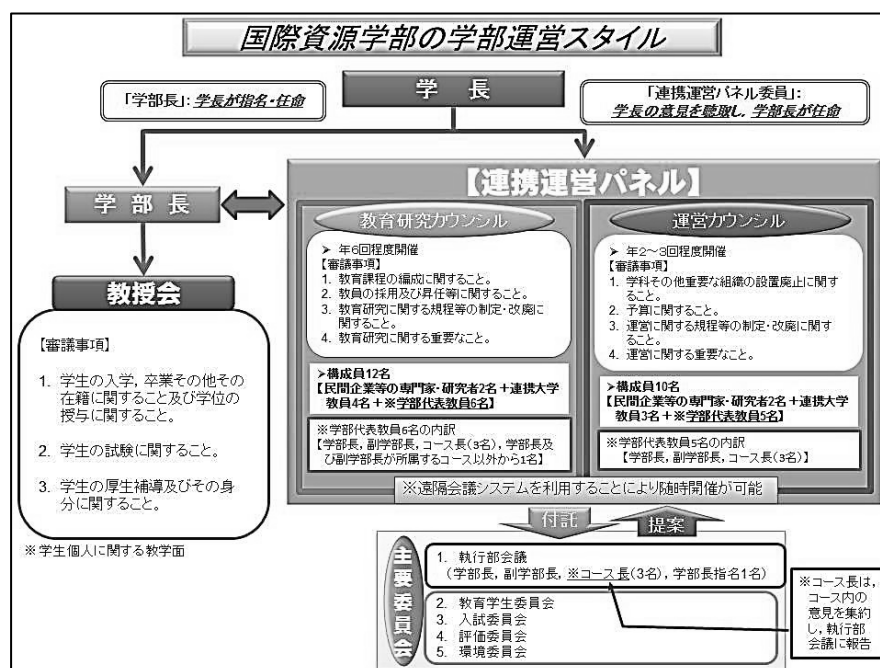 国際資源学部の学部運営スタイル
学　長
「学部長」：学長が指名・任命
「連携運営パネル委員」：
学長の意見を聴取し，学部長が任命
学 部 長
教授会
【審議事項】
1. 学生の入学，卒業その他その
在籍に関すること及び学位の
授与に関すること。
2. 学生の試験に関すること。
3. 学生の厚生補導及びその身
分に関すること。
※学生個人に関する教学面
【連携運営パネル】
教育研究カウンシル
➢ 年6回程度開催
【審議事項】
1. 教育課程の編成に関すること。
2. 教員の採用及び昇任等に関すること。
3. 教育研究に関する規程等の制定・改廃に
関すること。
4. 教育研究に関する重要なこと。
➢構成員12名
【民間企業等の専門家・研究者2名＋連携大学
教員4名＋※学部代表教員6名】
※学部代表教員6名の内訳
【学部長，副学部長，コース長(3名)，学部長及
び副学部長が所属するコース以外から1名】
運営カウンシル
➢ 年2～3回程度開催
【審議事項】
1. 学科その他重要な組織の設置廃止に関
すること。
2. 予算に関すること。
3. 運営に関する規程等の制定・改廃に関す
ること。
4. 運営に関する重要なこと。
➢構成員10名
【民間企業等の専門家・研究者2名＋連携大学
教員3名＋※学部代表教員5名】
※学部代表教員5名の内訳
【学部長，副学部長，コース長(3名)】
※遠隔会議システムを利用することにより随時開催が可能
付託
提案
主要委員会
1. 執行部会議
(学部長，副学部長，※コース長(3名)，学部長指名1名)
2. 教育学生委員会
3. 入試委員会
4. 評価委員会
5. 環境委員会
※コース長は，
コース内の
意見を集約
し，執行部
会議に報告